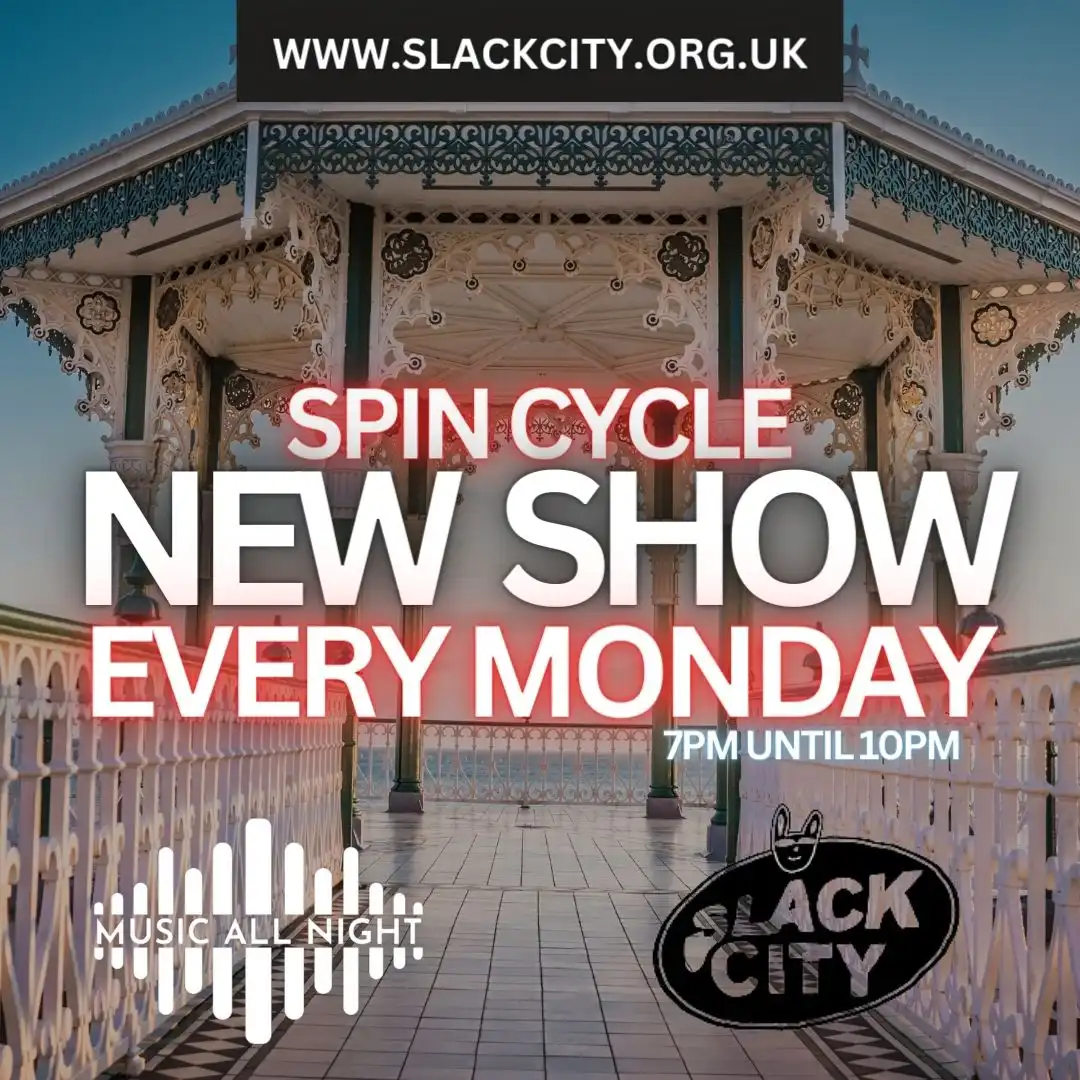 WWW.SLACKCITY.ORG.UK
SPIN CYCLE
NEW SHOW
EVERY MONDAY
7PM UNTIL 10PM
MUSIC ALL NIGHT
SLACK
CITY